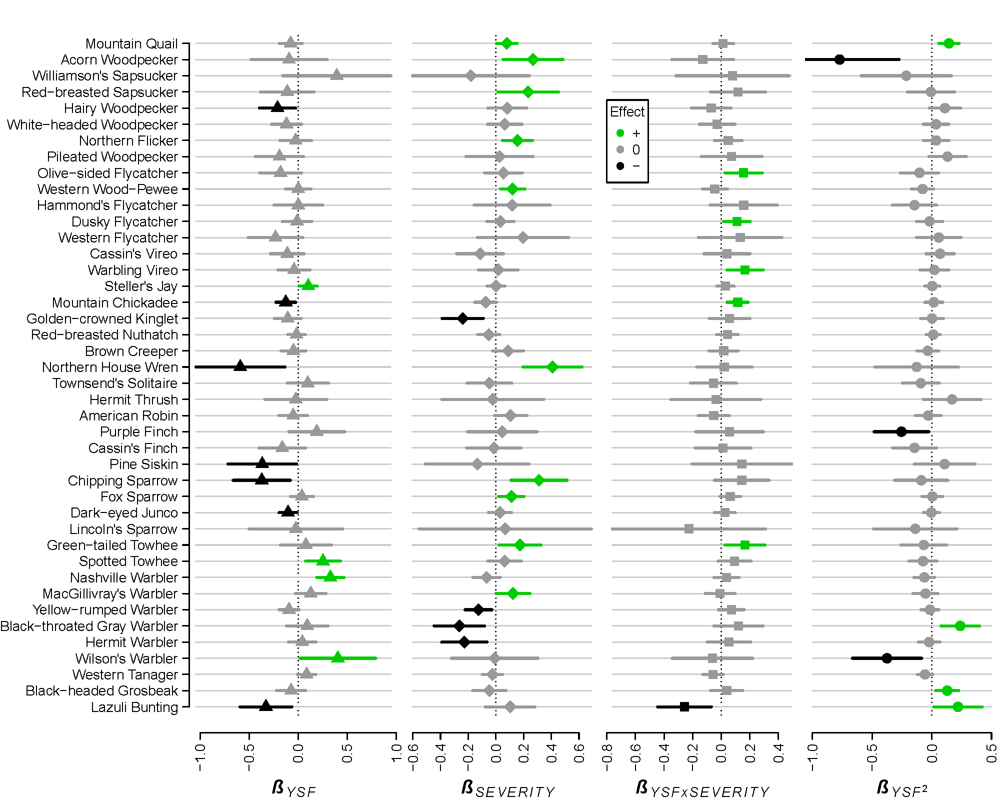 Mountain Quail
Acorn Woodpecker
Williamson's Sapsucker
Red−breasted Sapsucker
Hairy Woodpecker
White−headed Woodpecker
Northern Flicker
Pileated Woodpecker
Olive−sided Flycatcher
Western Wood−Pewee
Hammond's Flycatcher
Dusky Flycatcher
Western Flycatcher
Cassin's Vireo
Warbling Vireo
Steller's Jay
Mountain Chickadee
Golden−crowned Kinglet
Red−breasted Nuthatch
Brown Creeper
Northern House Wren
Townsend's Solitaire
Hermit Thrush
American Robin
Purple Finch
Cassin's Finch
Pine Siskin
Chipping Sparrow
Fox Sparrow
Dark−eyed Junco
Lincoln's Sparrow
Green−tailed Towhee
Spotted Towhee
Nashville Warbler
MacGillivray's Warbler
Yellow−rumped Warbler
Black−throated Gray Warbler
Hermit Warbler
Wilson's Warbler
Western Tanager
Black−headed Grosbeak
Lazuli Bunting
Effect
+
0
−
−1.0 −0.5 0.0 0.5 1.0
−0.6 −0.2 0.0 0.2 0.4 0.6
−0.8 −0.6 −0.4 −0.2 0.0 0.2 0.4
−1.0 −0.5 0.0 0.5
ß YSF
ß SEVERITY
ß YSFxSEVERITY
ß YSF²